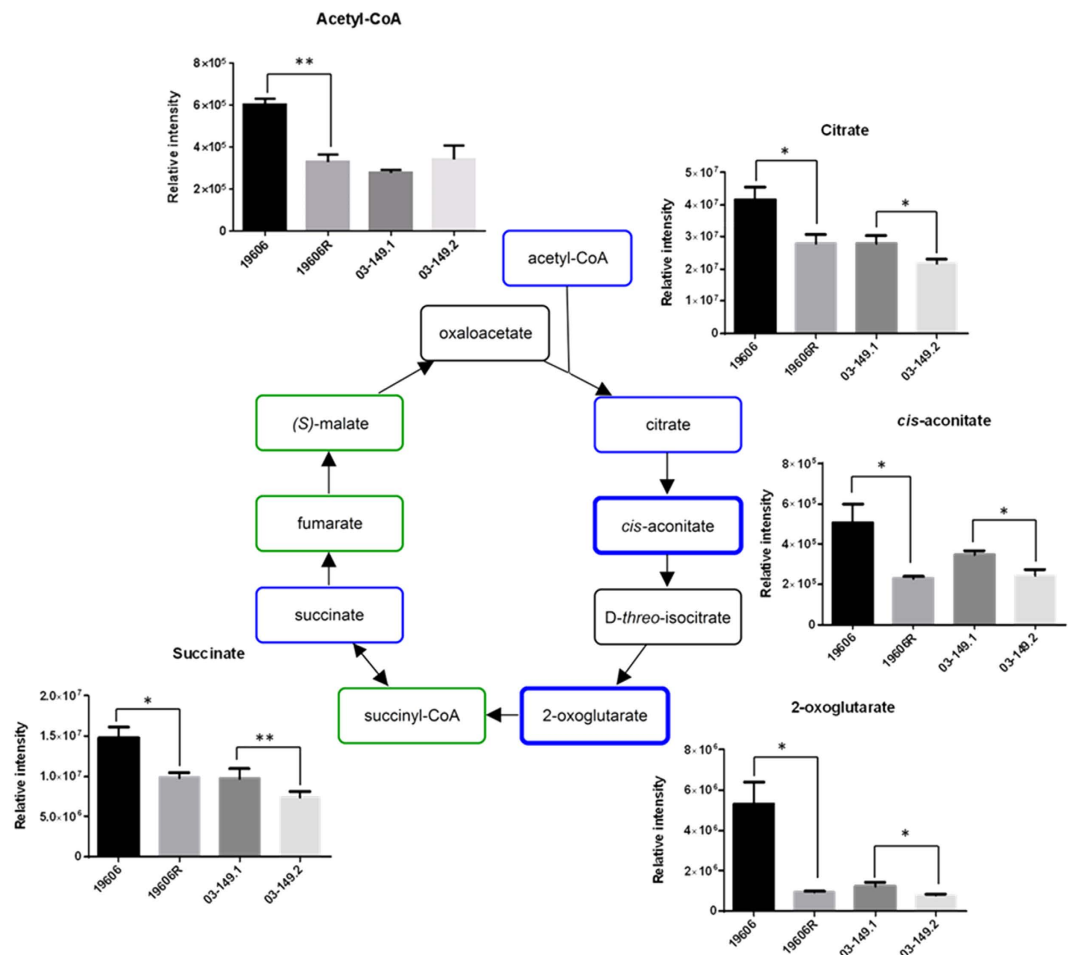 Acetyl-CoA
Relative intensity
8×10⁵
6×10⁵
4×10⁵
2×10⁵
0
**
19606
19606R
03-149.1
03-149.2
Citrate
Relative intensity
5×10⁷
4×10⁷
3×10⁷
2×10⁷
1×10⁷
0
*
*
19606
19606R
03-149.1
03-149.2
acetyl-CoA
oxaloacetate
(S)-malate
citrate
fumarate
cis-aconitate
succinate
D-threo-isocitrate
succinyl-CoA
2-oxoglutarate
cis-aconitate
Relative intensity
8×10⁵
6×10⁵
4×10⁵
2×10⁵
0
*
*
19606
19606R
03-149.1
03-149.2
Succinate
Relative intensity
2.0×10⁷
1.5×10⁷
1.0×10⁷
5.0×10⁶
0
*
**
19606
19606R
03-149.1
03-149.2
2-oxoglutarate
Relative intensity
8×10⁶
6×10⁶
4×10⁶
2×10⁶
0
*
*
19606
19606R
03-149.1
03-149.2